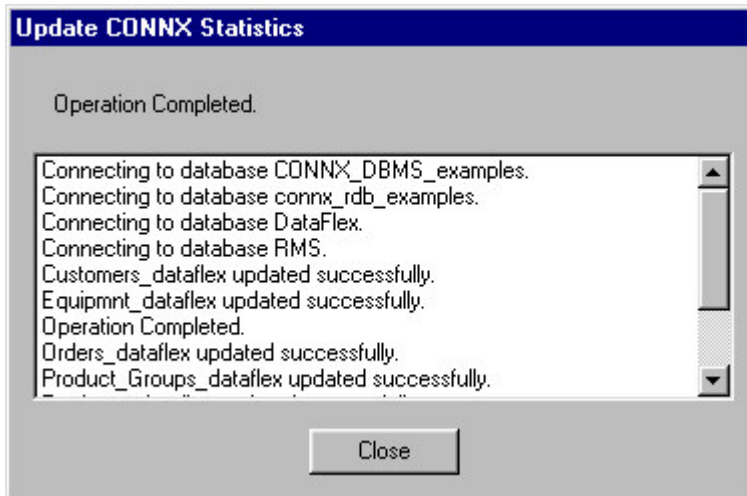 Update CONNX Statistics
Operation Completed.
Connecting to database CONNX_DBMS_examples.
Connecting to database connx_rdb_examples.
Connecting to database DataFlex.
Connecting to database RMS.
Customers_dataflex updated successfully.
Equipmnt_dataflex updated successfully.
Operation Completed.
Orders_dataflex updated successfully.
Product_Groups_dataflex updated successfully.
Close